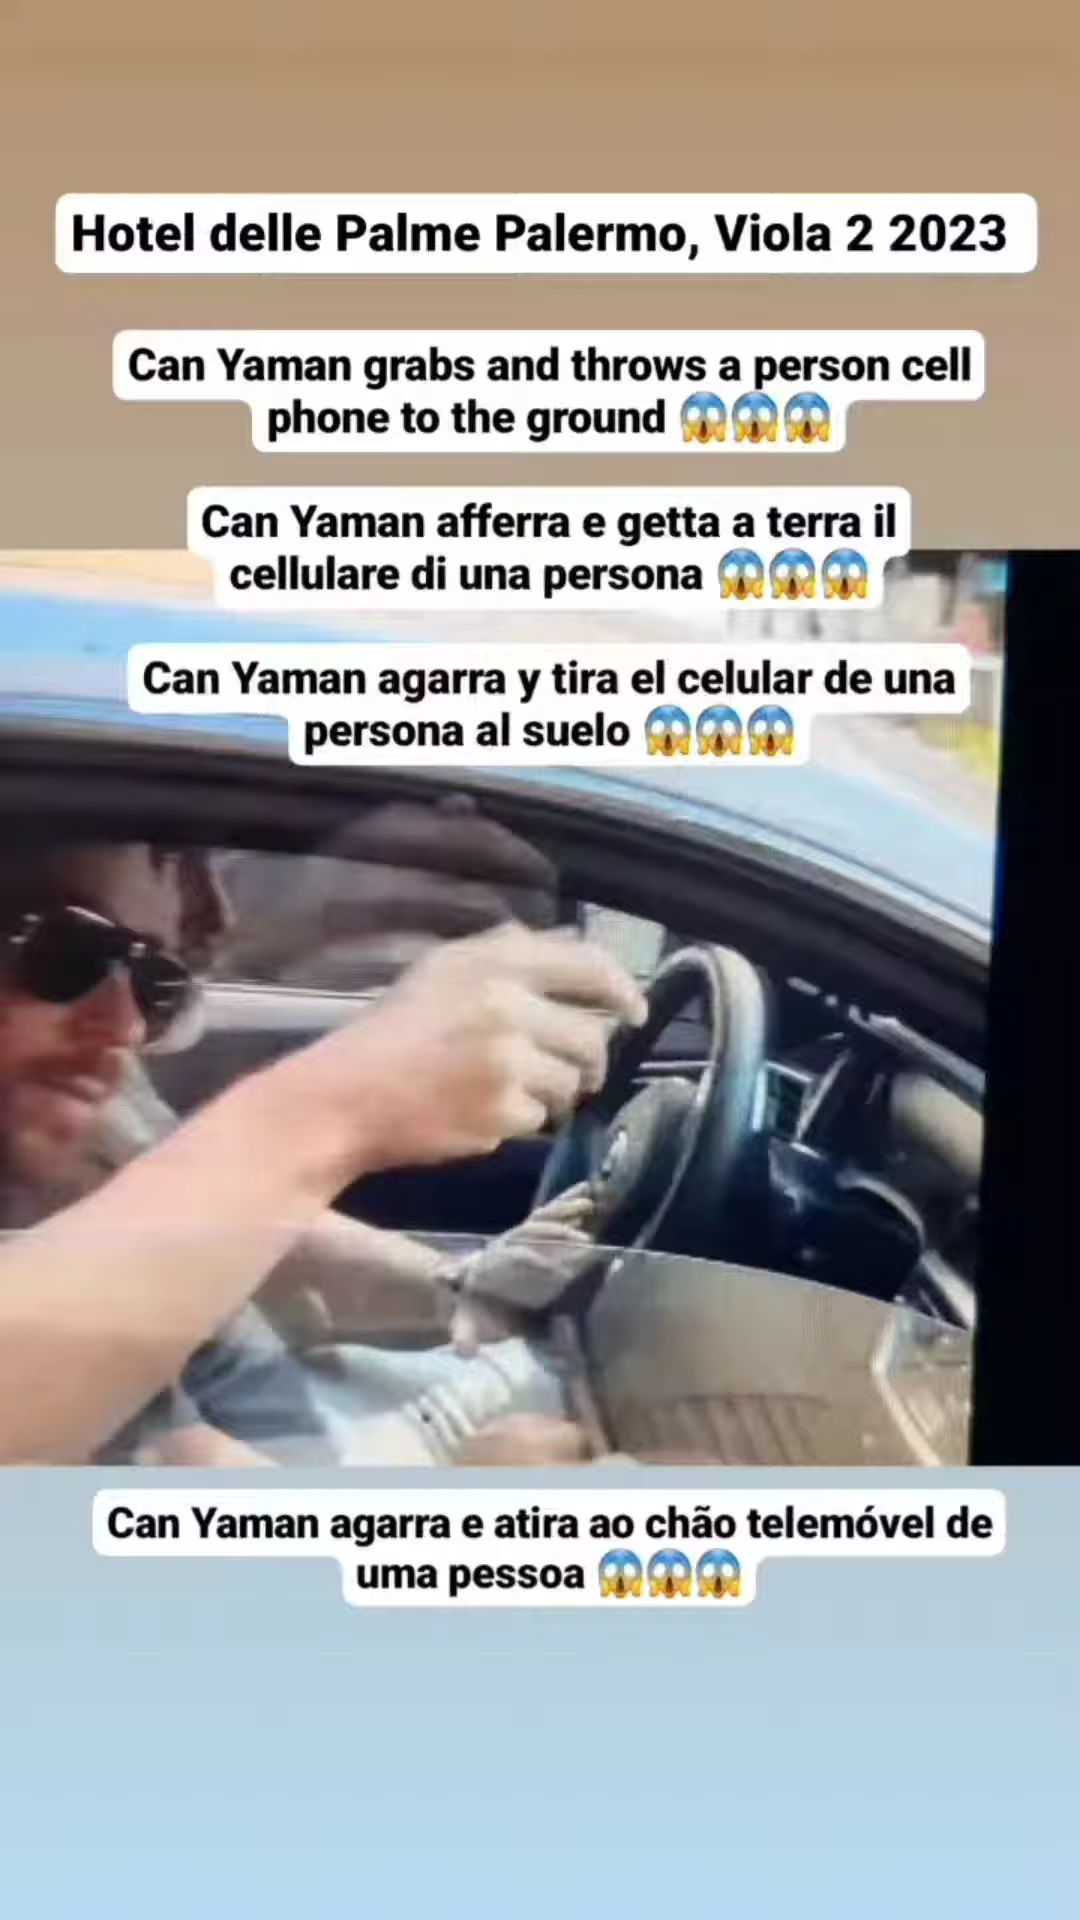 Hotel delle Palme Palermo, Viola 2 2023
Can Yaman grabs and throws a person cell
phone to the ground 😱😱😱
Can Yaman afferra e getta a terra il
cellulare di una persona 😱😱😱
Can Yaman agarra y tira el celular de una
persona al suelo 😱😱😱
Can Yaman agarra e atira ao chão telemóvel de
uma pessoa 😱😱😱